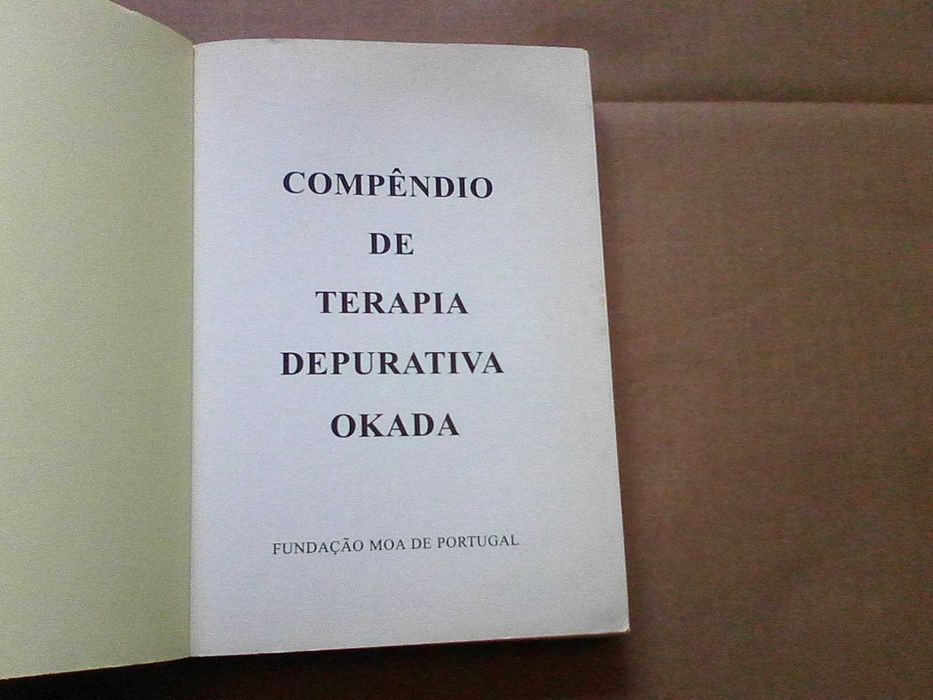 COMPÊNDIO
DE
TERAPIA
DEPURATIVA
OKADA
FUNDAÇÃO MOA DE PORTUGAL